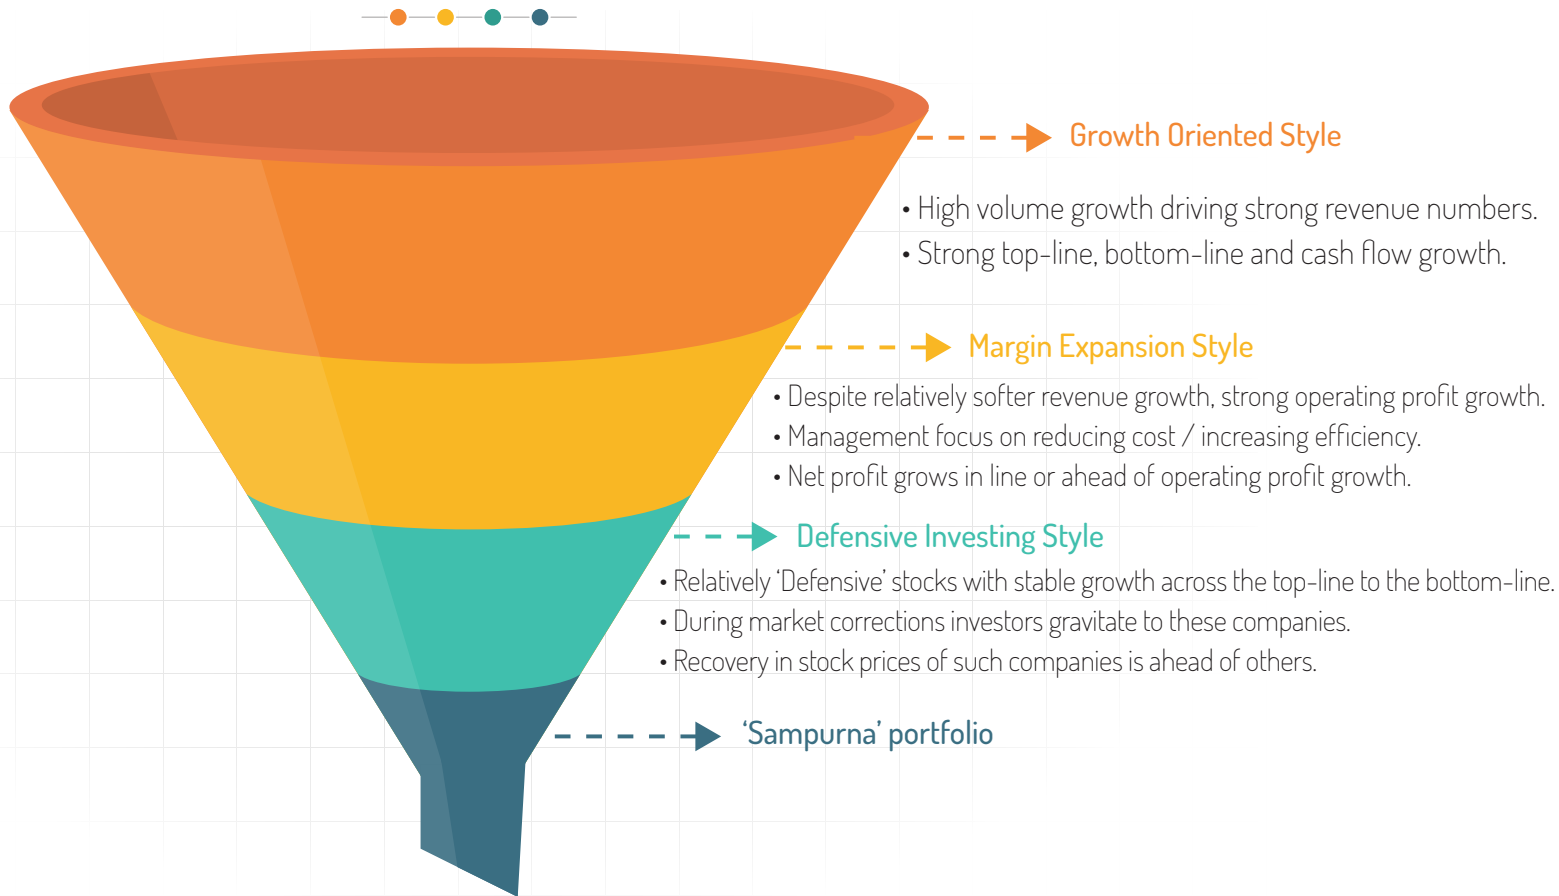 Growth Oriented Style
• High volume growth driving strong revenue numbers.
• Strong top-line, bottom-line and cash flow growth.
Margin Expansion Style
• Despite relatively softer revenue growth, strong operating profit growth.
• Management focus on reducing cost / increasing efficiency.
• Net profit grows in line or ahead of operating profit growth.
Defensive Investing Style
• Relatively ‘Defensive’ stocks with stable growth across the top-line to the bottom-line.
• During market corrections investors gravitate to these companies.
• Recovery in stock prices of such companies is ahead of others.
‘Sampurna’ portfolio